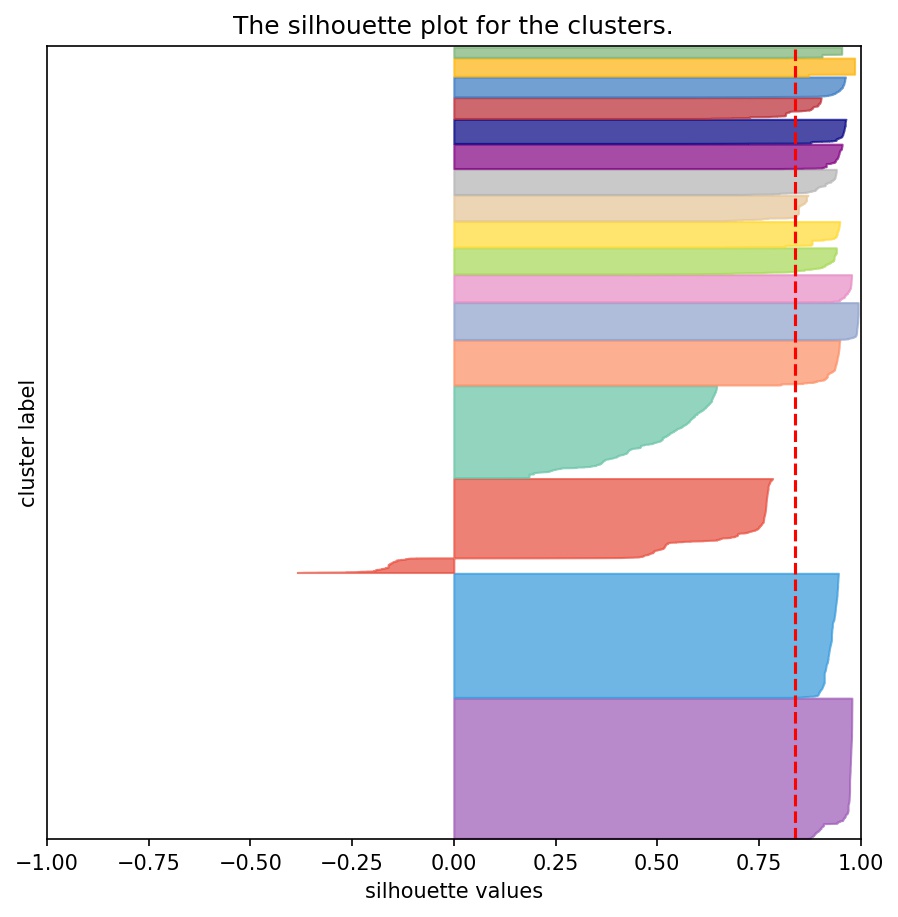 The silhouette plot for the clusters.
cluster label
−1.00 −0.75 −0.50 −0.25 0.00 0.25 0.50 0.75 1.00
silhouette values